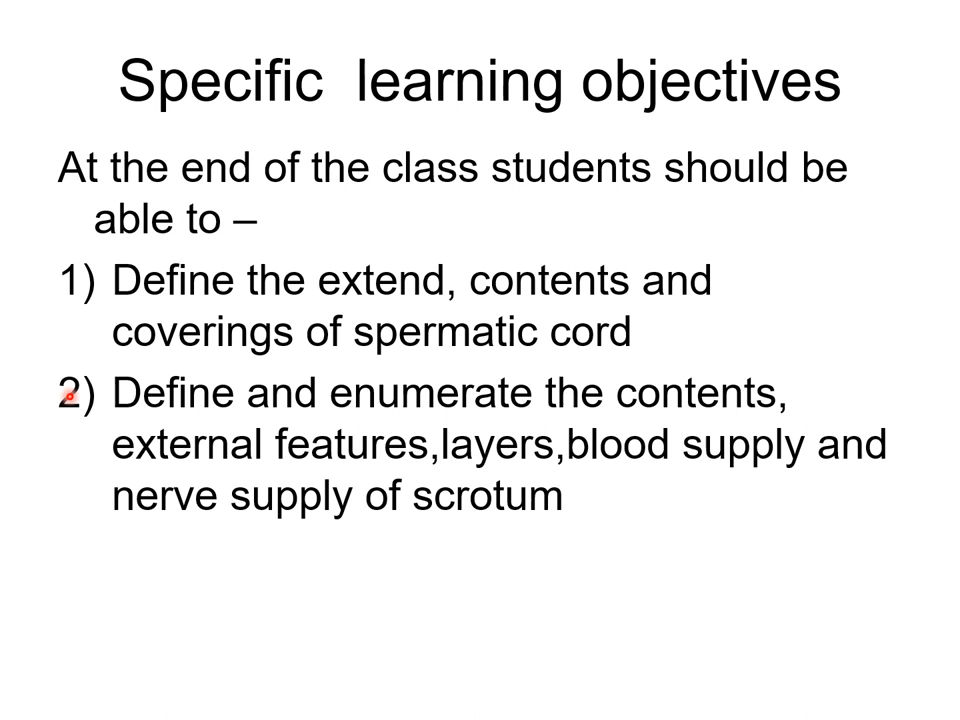 Specific  learning objectives
At the end of the class students should be
able to –
1) Define the extend, contents and
coverings of spermatic cord
2) Define and enumerate the contents,
external features,layers,blood supply and
nerve supply of scrotum